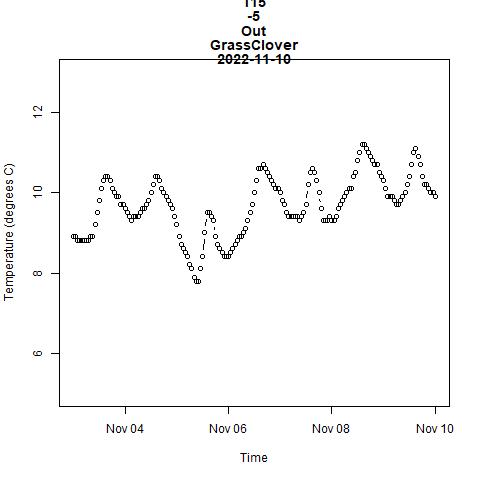 T15
-5
Out
GrassClover
2022-11-10
Temperature (degrees C)
12
10
8
6
Nov 04
Nov 06
Nov 08
Nov 10
Time